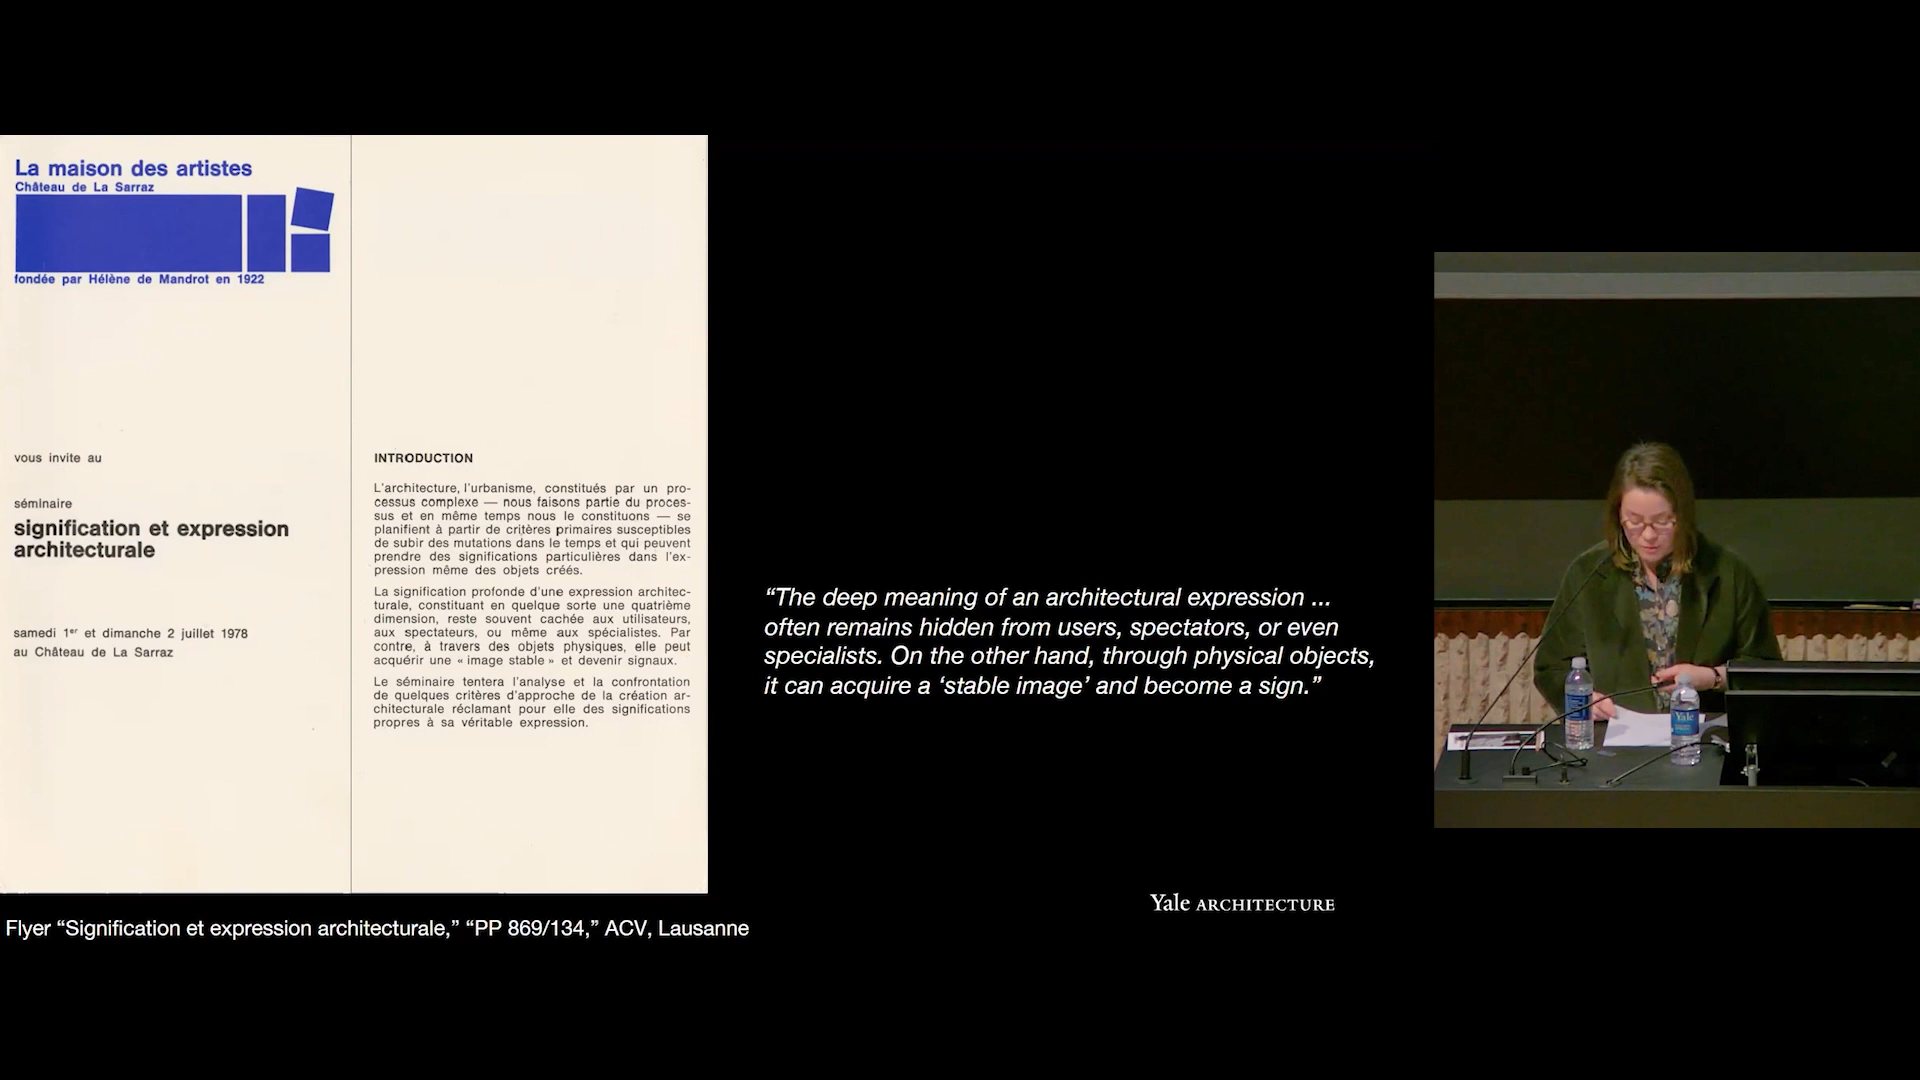 La maison des artistes
Château de La Sarraz
fondée par Hélène de Mandrot en 1922
vous invite au
séminaire
signification et expression
architecturale
samedi 1er et dimanche 2 juillet 1978
au Château de La Sarraz
INTRODUCTION
L'architecture, l'urbanisme, constitués par un pro-
cessus complexe — nous faisons partie du proces-
sus et en même temps nous le constituons — se
planifient à partir de critères primaires susceptibles
de subir des mutations dans le temps et qui peuvent
prendre des significations particulières dans l'ex-
pression même des objets créés.
La signification profonde d'une expression architec-
turale, constituant en quelque sorte une quatrième
dimension, reste souvent cachée aux utilisateurs,
aux spectateurs, ou même aux spécialistes. Par
contre, à travers des objets physiques, elle peut
acquérir une « image stable » et devenir signaux.
Le séminaire tentera l'analyse et la confrontation
de quelques critères d'approche de la création ar-
chitecturale réclamant pour elle des significations
propres à sa véritable expression.
Flyer “Signification et expression architecturale,” “PP 869/134,” ACV, Lausanne
“The deep meaning of an architectural expression ...
often remains hidden from users, spectators, or even
specialists. On the other hand, through physical objects,
it can acquire a ‘stable image’ and become a sign.”
Yale ARCHITECTURE
Yale